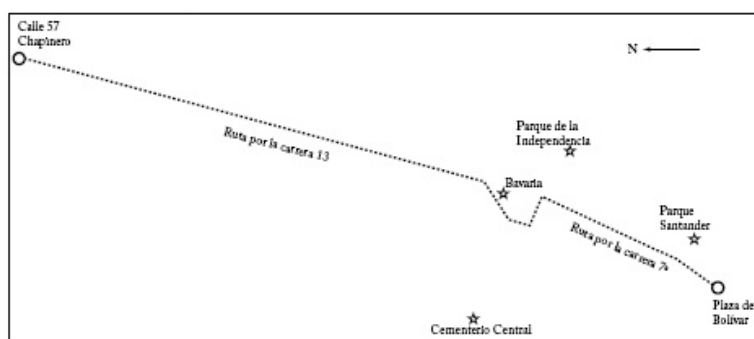 Calle 57
Chapinero
N
Parque de la
Independencia
Ruta por la carrera 13
Bavaria
Parque
Santander
Ruta por la carrera 7ª
Plaza de
Bolívar
Cementerio Central